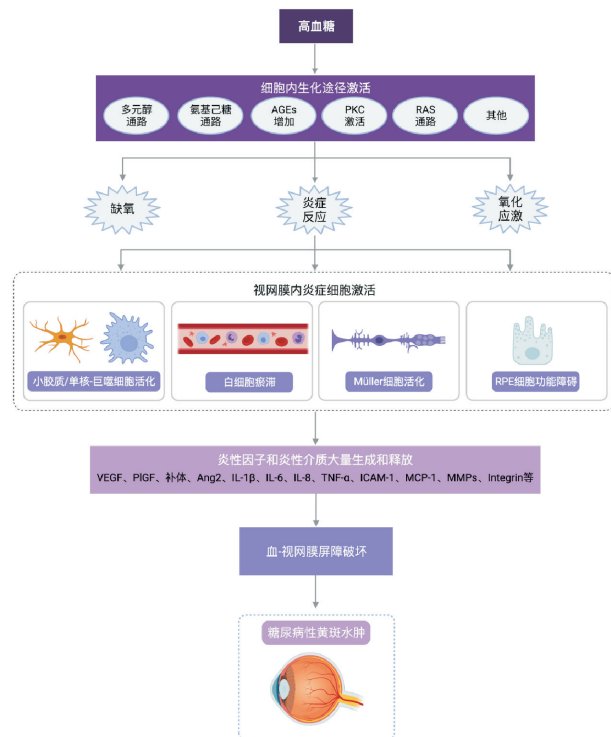 高血糖
细胞内生化途径激活
多元醇
通路
氨基己糖
通路
AGEs
增加
PKC
激活
RAS
通路
其他
缺氧
炎症
反应
氧化
应激
视网膜内炎症细胞激活
小胶质/单核-巨噬细胞活化
白细胞瘀滞
Müller细胞活化
RPE细胞功能障碍
炎性因子和炎性介质大量生成和释放
VEGF、PlGF、补体、Ang2、IL-1β、IL-6、IL-8、TNF-α、ICAM-1、MCP-1、MMPs、Integrin等
血-视网膜屏障破坏
糖尿病性黄斑水肿